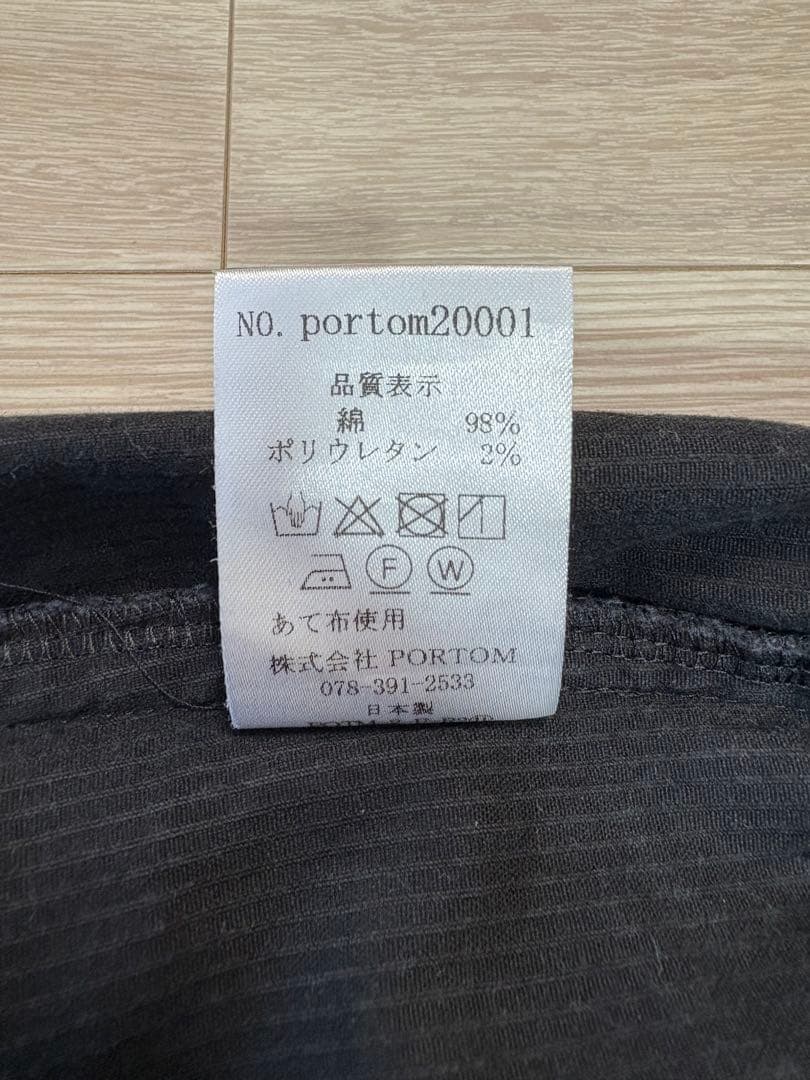 NO. portom20001
品質表示
綿 98%
ポリウレタン 2%
F W
あて布使用
株式会社 PORTOM
078-391-2533
日本製